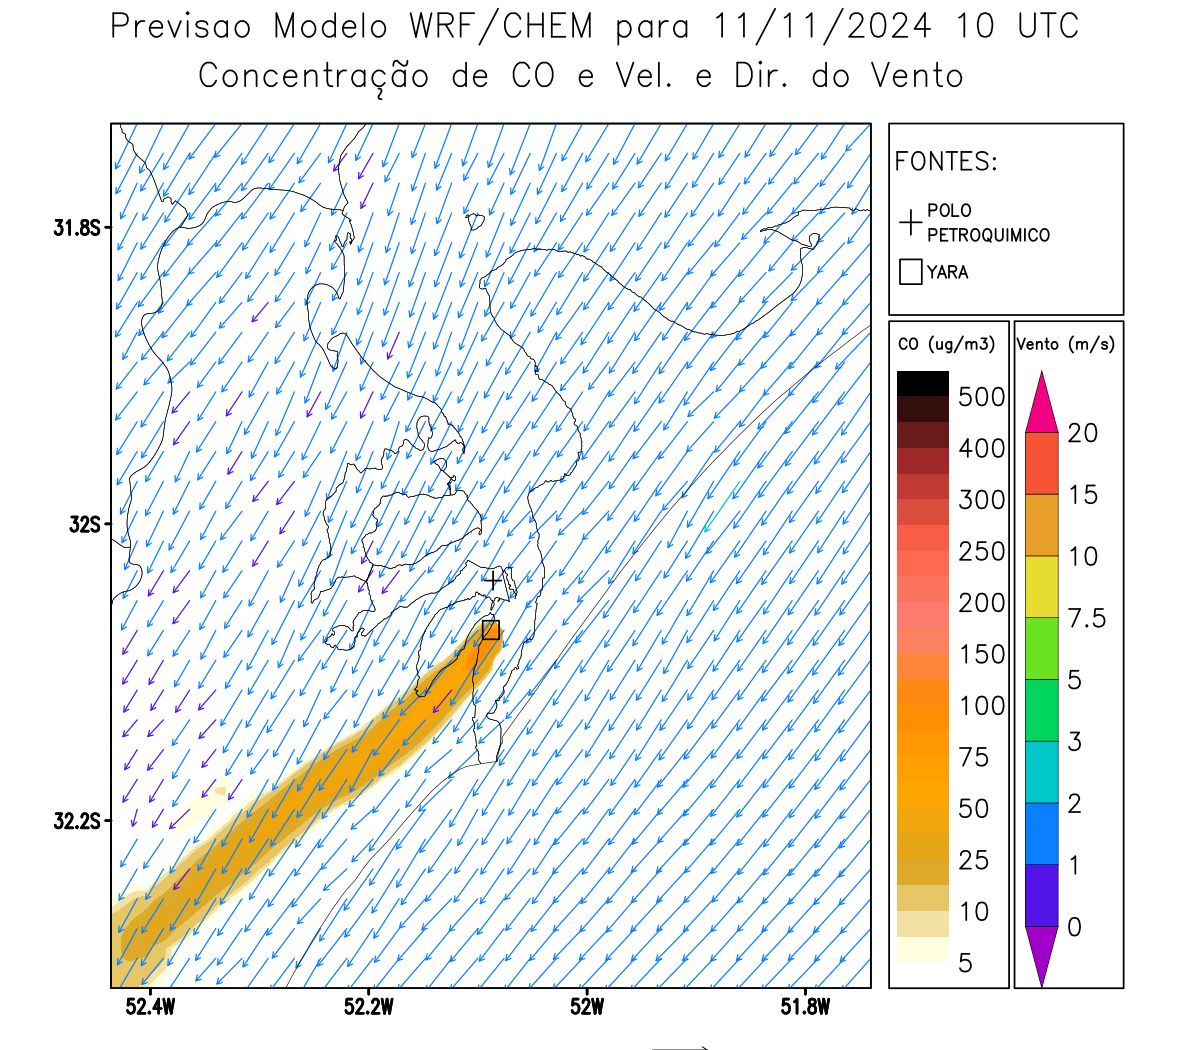 Previsao Modelo WRF/CHEM para 11/11/2024 10 UTC
Concentração de CO e Vel. e Dir. do Vento
FONTES:
POLO
PETROQUIMICO
YARA
CO (ug/m3)
500
400
300
250
200
150
100
75
50
25
10
5
Vento (m/s)
20
15
10
7.5
5
3
2
1
0
31.8S
32S
32.2S
52.4W
52.2W
52W
51.8W